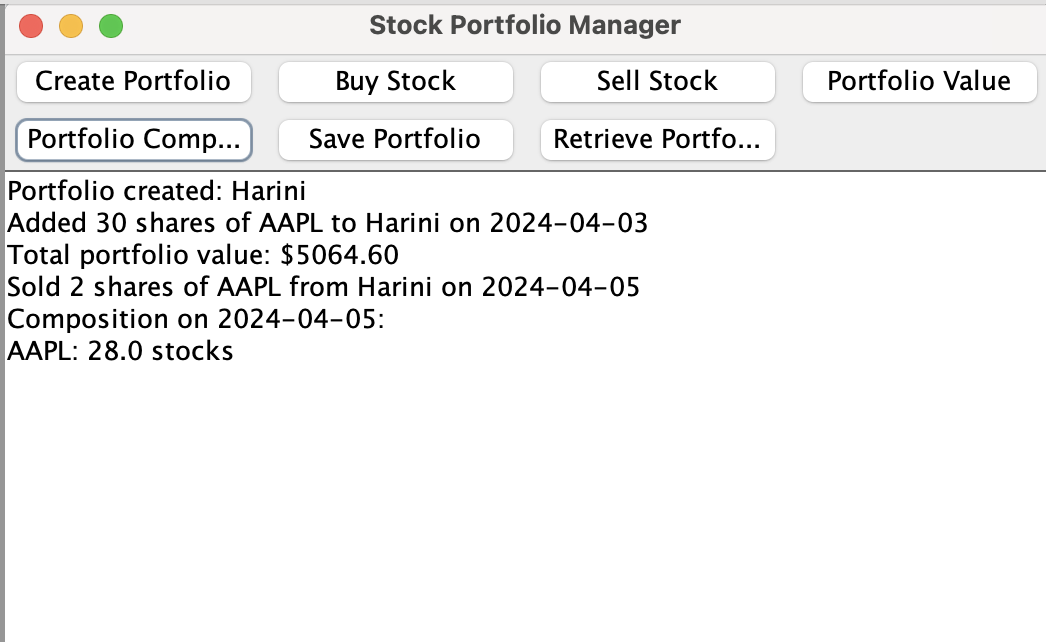 Stock Portfolio Manager
Create Portfolio
Buy Stock
Sell Stock
Portfolio Value
Portfolio Comp...
Save Portfolio
Retrieve Portfo...
Portfolio created: Harini
Added 30 shares of AAPL to Harini on 2024-04-03
Total portfolio value: $5064.60
Sold 2 shares of AAPL from Harini on 2024-04-05
Composition on 2024-04-05:
AAPL: 28.0 stocks